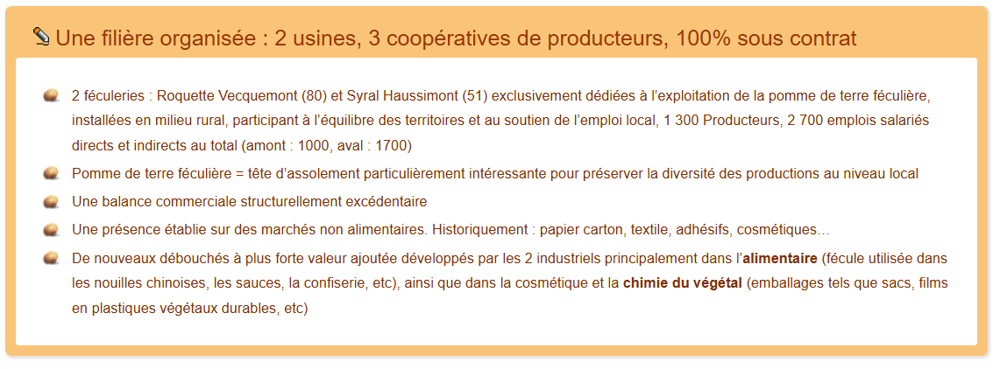 Une filière organisée : 2 usines, 3 coopératives de producteurs, 100% sous contrat
2 féculeries : Roquette Vecquemont (80) et Syral Haussimont (51) exclusivement dédiées à l’exploitation de la pomme de terre féculière,
installées en milieu rural, participant à l’équilibre des territoires et au soutien de l’emploi local, 1 300 Producteurs, 2 700 emplois salariés
directs et indirects au total (amont : 1000, aval : 1700)
Pomme de terre féculière = tête d’assolement particulièrement intéressante pour préserver la diversité des productions au niveau local
Une balance commerciale structurellement excédentaire
Une présence établie sur des marchés non alimentaires. Historiquement : papier carton, textile, adhésifs, cosmétiques…
De nouveaux débouchés à plus forte valeur ajoutée développés par les 2 industriels principalement dans l’alimentaire (fécule utilisée dans
les nouilles chinoises, les sauces, la confiserie, etc), ainsi que dans la cosmétique et la chimie du végétal (emballages tels que sacs, films
en plastiques végétaux durables, etc)